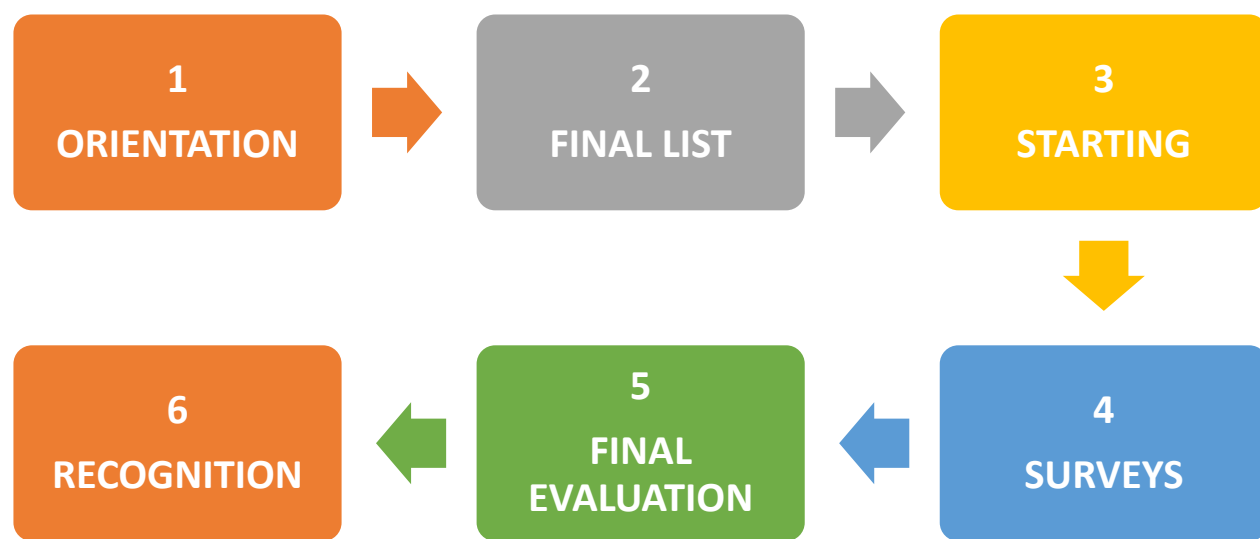 1
ORIENTATION
2
FINAL LIST
3
STARTING
4
SURVEYS
5
FINAL
EVALUATION
6
RECOGNITION